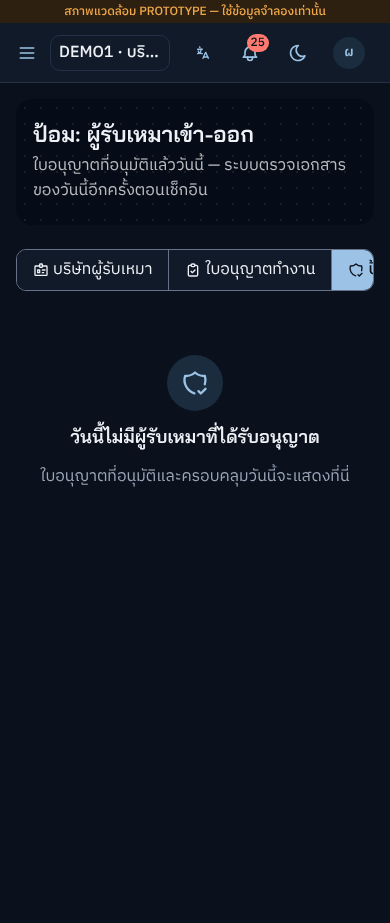 สภาพแวดล้อม PROTOTYPE — ใช้ข้อมูลจำลองเท่านั้น
DEMO1 · บริ...
25
ผ
ป้อม: ผู้รับเหมาเข้า-ออก
ใบอนุญาตที่อนุมัติแล้ววันนี้ — ระบบตรวจเอกสาร
ของวันนี้อีกครั้งตอนเช็กอิน
บริษัทผู้รับเหมา
ใบอนุญาตทำงาน
วันนี้ไม่มีผู้รับเหมาที่ได้รับอนุญาต
ใบอนุญาตที่อนุมัติและครอบคลุมวันนี้จะแสดงที่นี่